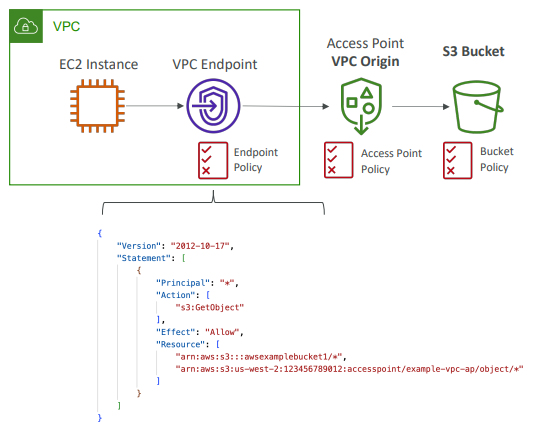 VPC
EC2 Instance
VPC Endpoint
Access Point
VPC Origin
S3 Bucket
Endpoint
Policy
Access Point
Policy
Bucket
Policy
{
    "Version": "2012-10-17",
    "Statement": [
        {
            "Principal": "*",
            "Action": [
                "s3:GetObject"
            ],
            "Effect": "Allow",
            "Resource": [
                "arn:aws:s3:::awsexamplebucket1/*",
                "arn:aws:s3:us-west-2:123456789012:accesspoint/example-vpc-ap/object/*"
            ]
        }
    ]
}